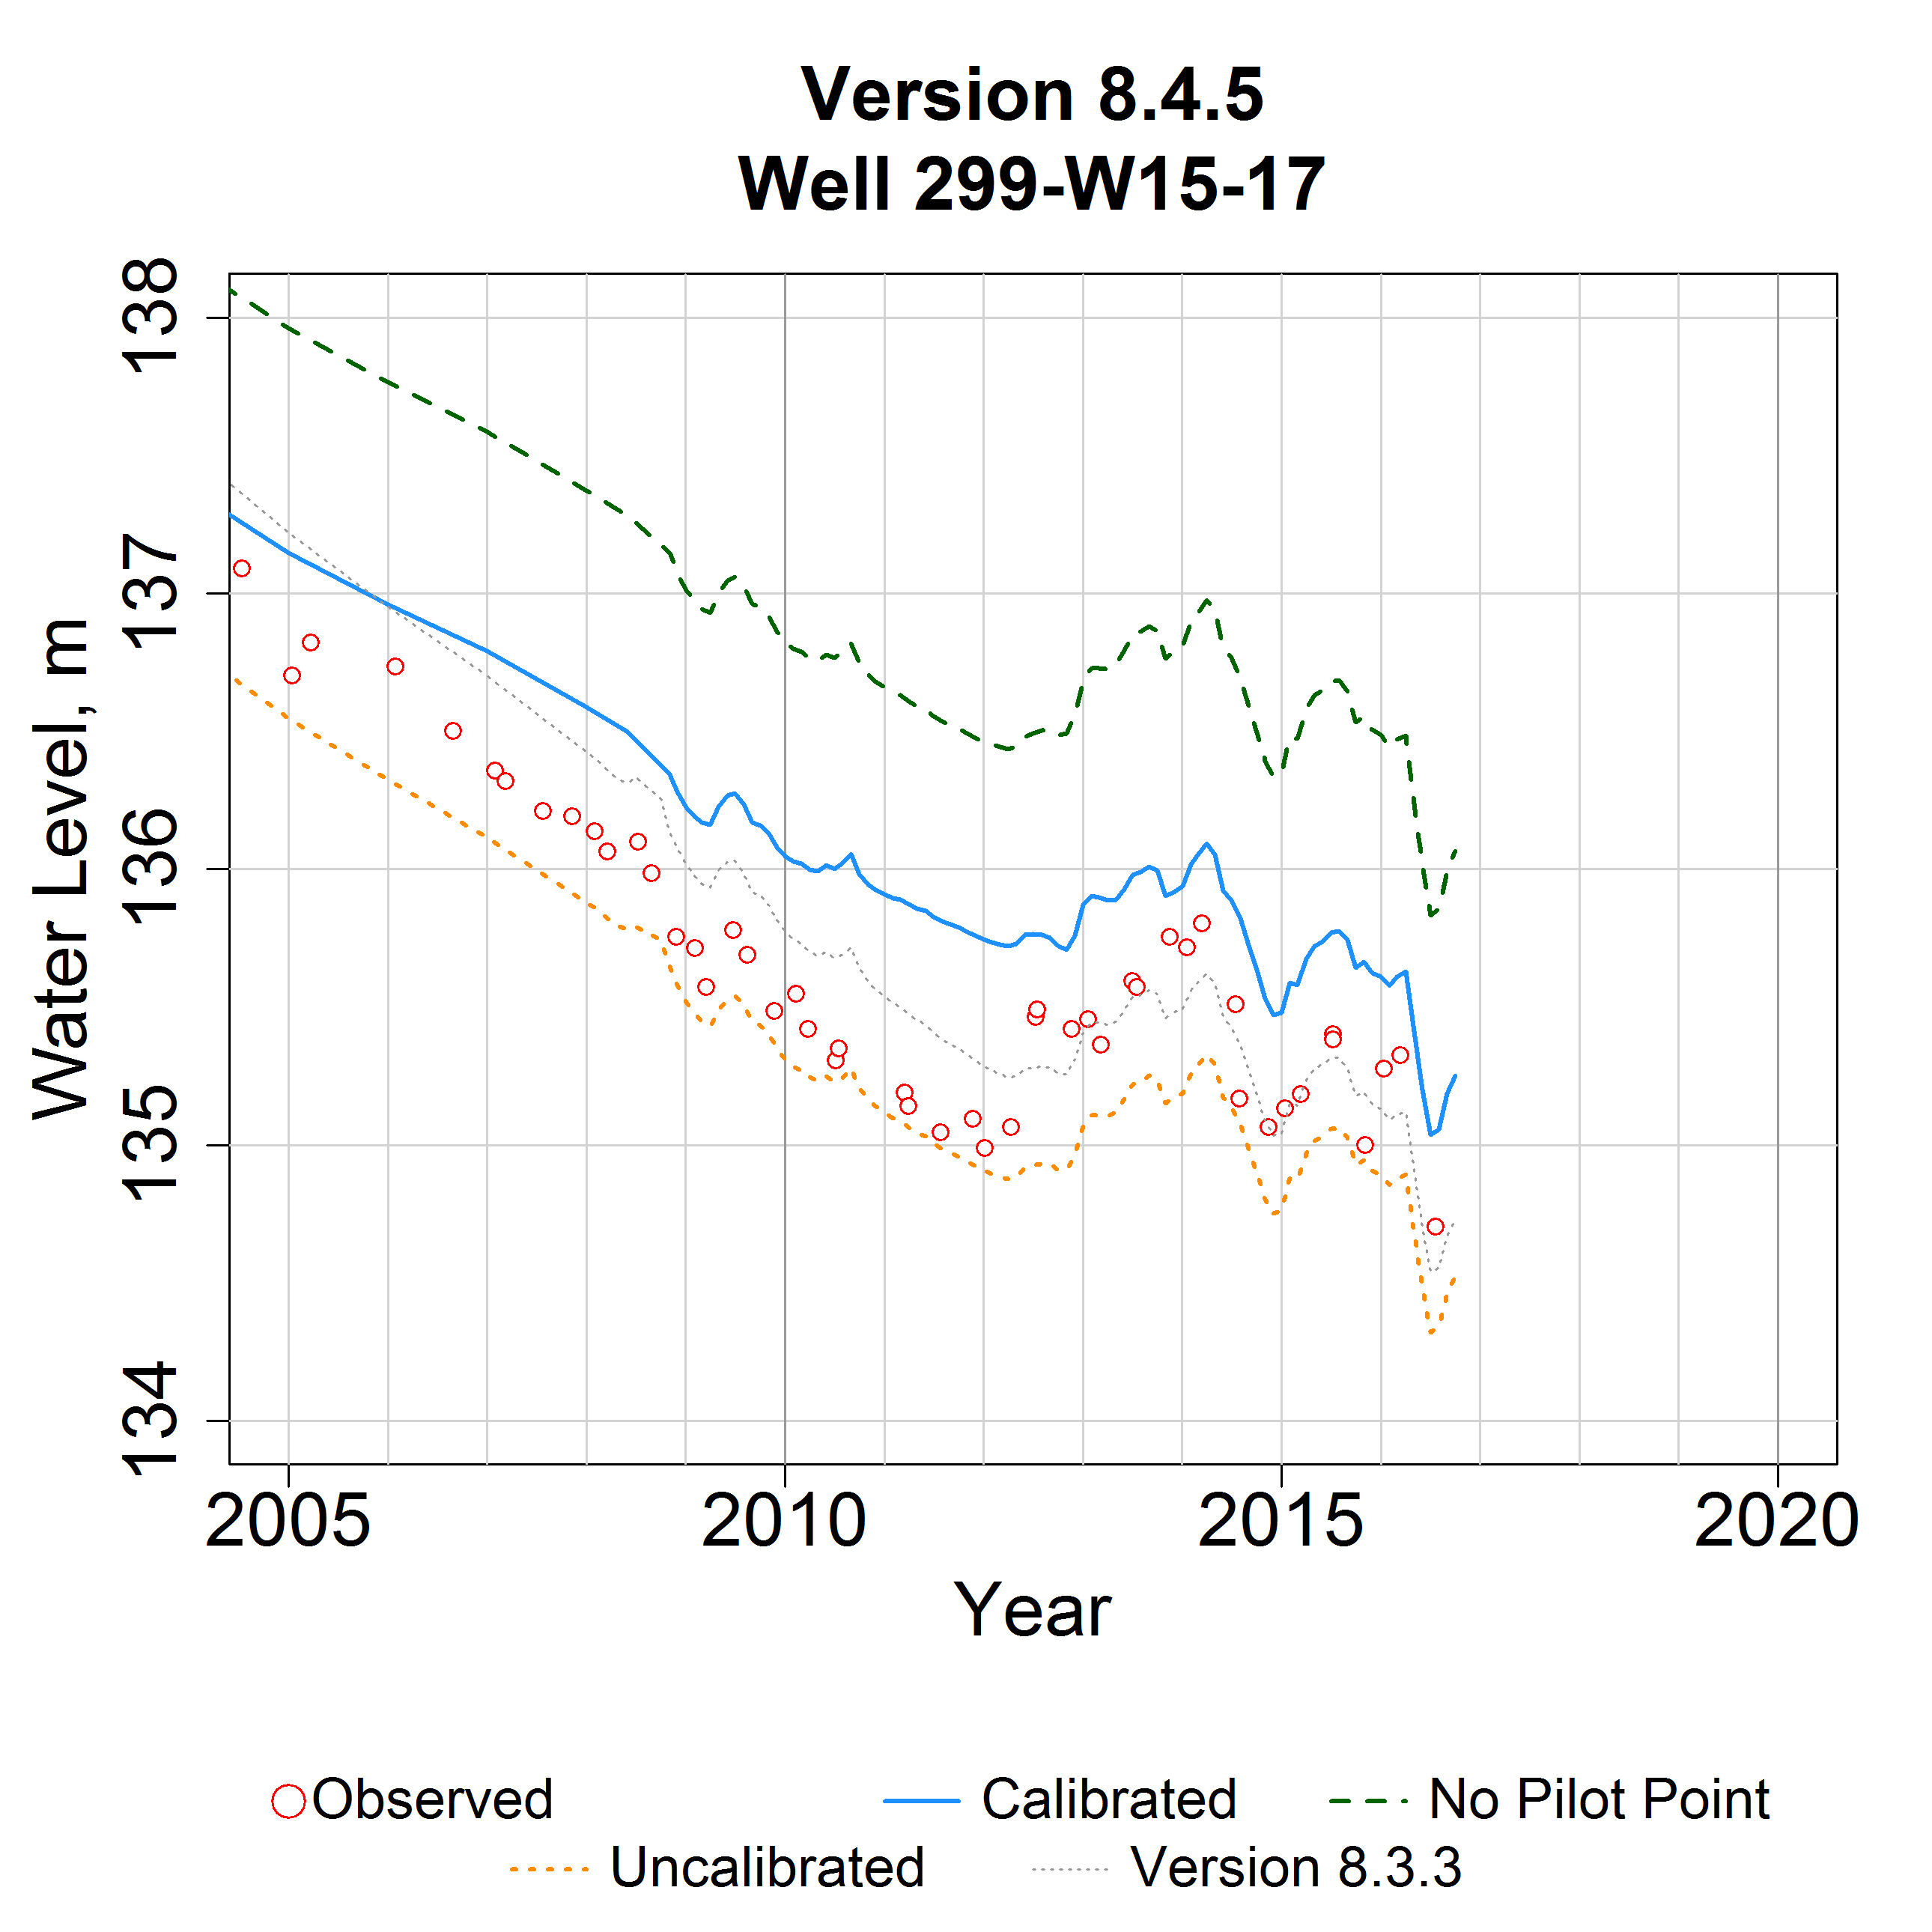 Version 8.4.5
Well 299-W15-17
Water Level, m
138
137
136
135
134
2005 2010 2015 2020
Year
Observed Calibrated No Pilot Point
Uncalibrated Version 8.3.3